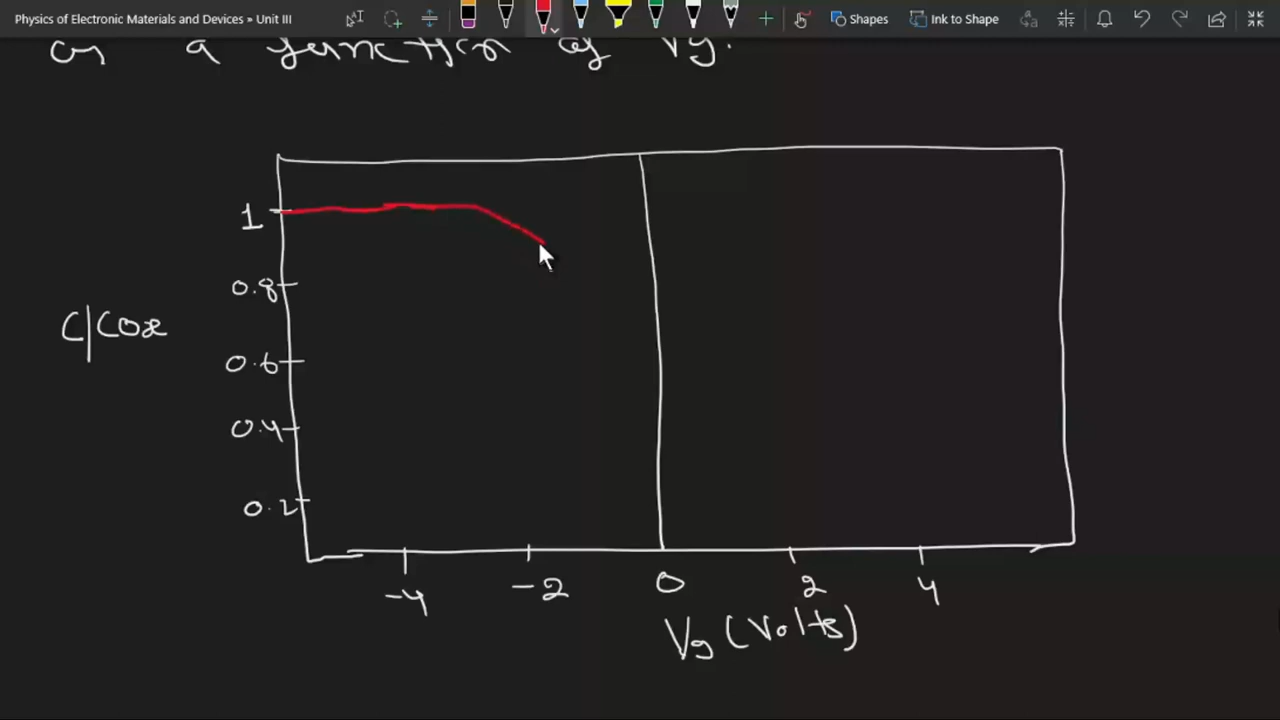 Physics of Electronic Materials and Devices » Unit III
Shapes
Ink to Shape
as a function of Vg.
1
0.8
C/Cox
0.6
0.4
0.2
-4 -2 0 2 4
Vg (Volts)